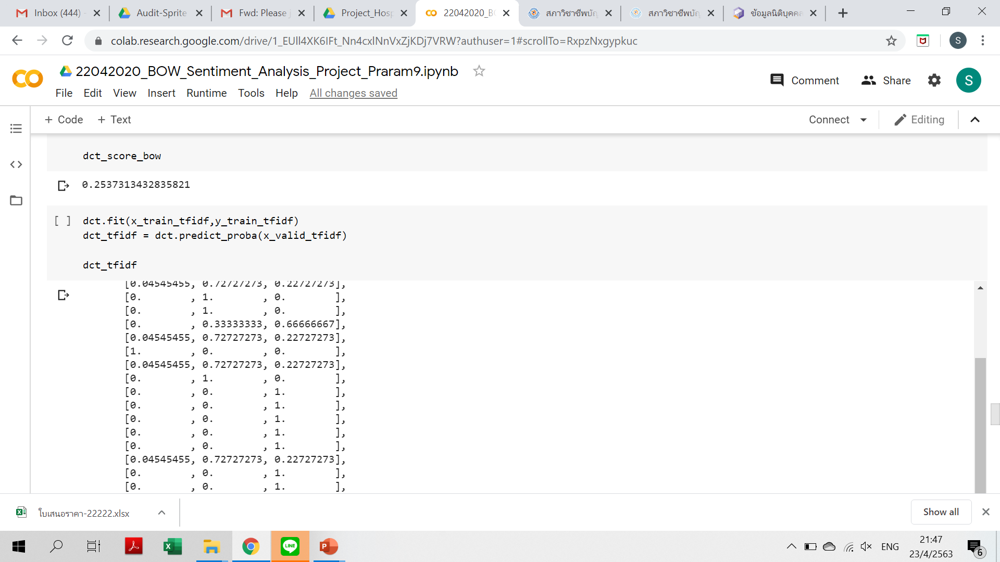 Inbox (444)
Audit-Sprite
Fwd: Please j
Project_Hosp
22042020_BO
สภาวิชาชีพบัญ
สภาวิชาชีพบัญ
ข้อมูลนิติบุคคล
colab.research.google.com/drive/1_EUll4XK6IFt_Nn4cxlNnVxZjKDj7VRW?authuser=1#scrollTo=RxpzNxgypkuc
S
22042020_BOW_Sentiment_Analysis_Project_Praram9.ipynb
Comment
Share
S
File Edit View Insert Runtime Tools Help All changes saved
+ Code + Text
Connect
Editing
dct_score_bow
0.2537313432835821
[ ] dct.fit(x_train_tfidf,y_train_tfidf)
dct_tfidf = dct.predict_proba(x_valid_tfidf)
dct_tfidf
[0.04545455, 0.72727273, 0.22727273],
[0. , 1. , 0. ],
[0. , 1. , 0. ],
[0. , 0.33333333, 0.66666667],
[0.04545455, 0.72727273, 0.22727273],
[1. , 0. , 0. ],
[0.04545455, 0.72727273, 0.22727273],
[0. , 1. , 0. ],
[0. , 0. , 1. ],
[0. , 0. , 1. ],
[0. , 0. , 1. ],
[0. , 0. , 1. ],
[0. , 0. , 1. ],
[0.04545455, 0.72727273, 0.22727273],
[0. , 0. , 1. ],
[0. , 0. , 1. ],
ใบเสนอราคา-22222.xlsx
Show all
LINE
ENG
21:47
23/4/2563
6